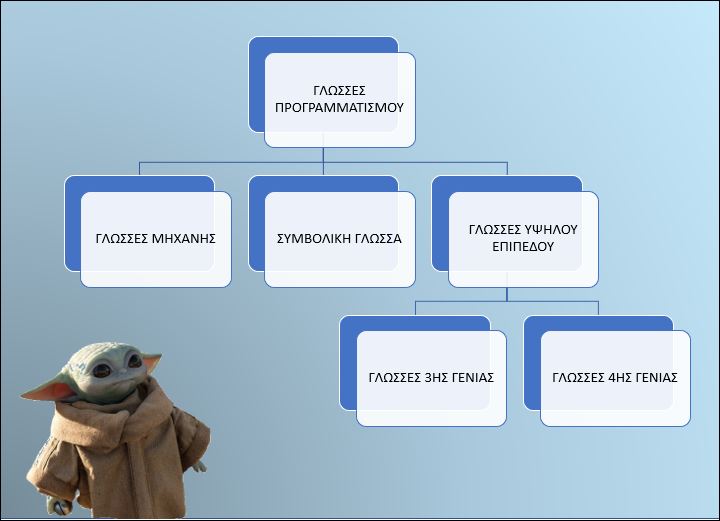 ΓΛΩΣΣΕΣ
ΠΡΟΓΡΑΜΜΑΤΙΣΜΟΥ
ΓΛΩΣΣΕΣ ΜΗΧΑΝΗΣ
ΣΥΜΒΟΛΙΚΗ ΓΛΩΣΣΑ
ΓΛΩΣΣΕΣ ΥΨΗΛΟΥ
ΕΠΙΠΕΔΟΥ
ΓΛΩΣΣΕΣ 3ΗΣ ΓΕΝΙΑΣ
ΓΛΩΣΣΕΣ 4ΗΣ ΓΕΝΙΑΣ